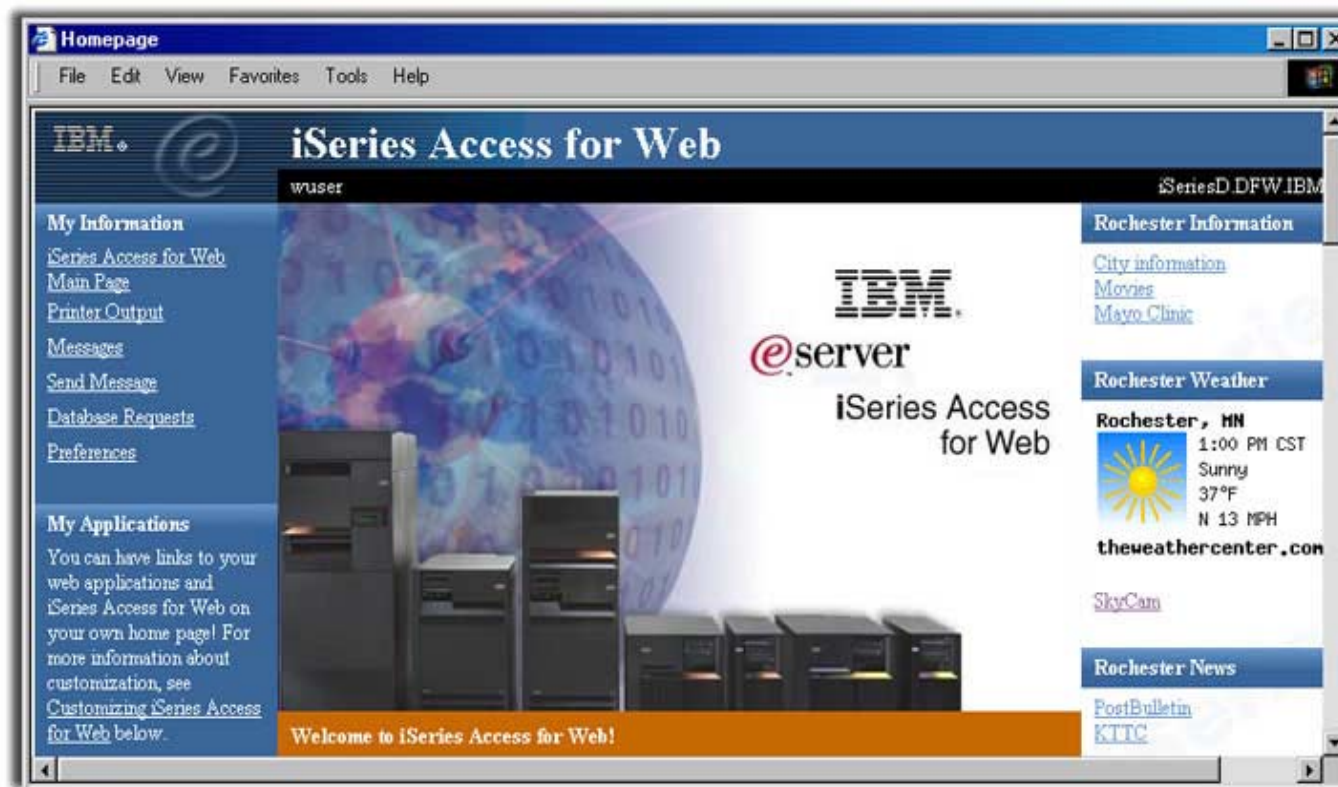 Homepage
File Edit View Favorites Tools Help
IBM.
e
iSeries Access for Web
wuser
iSeriesD.DFW.IBM
My Information
iSeries Access for Web
Main Page
Printer Output
Messages
Send Message
Database Requests
Preferences
My Applications
You can have links to your
web applications and
iSeries Access for Web on
your own home page! For
more information about
customization, see
Customizing iSeries Access
for Web below.
IBM.
eserver
iSeries Access
for Web
Welcome to iSeries Access for Web!
Rochester Information
City information
Movies
Mayo Clinic
Rochester Weather
Rochester, MN
1:00 PM CST
Sunny
37°F
N 13 MPH
theweathercenter.com
SkyCam
Rochester News
PostBulletin
KTTC